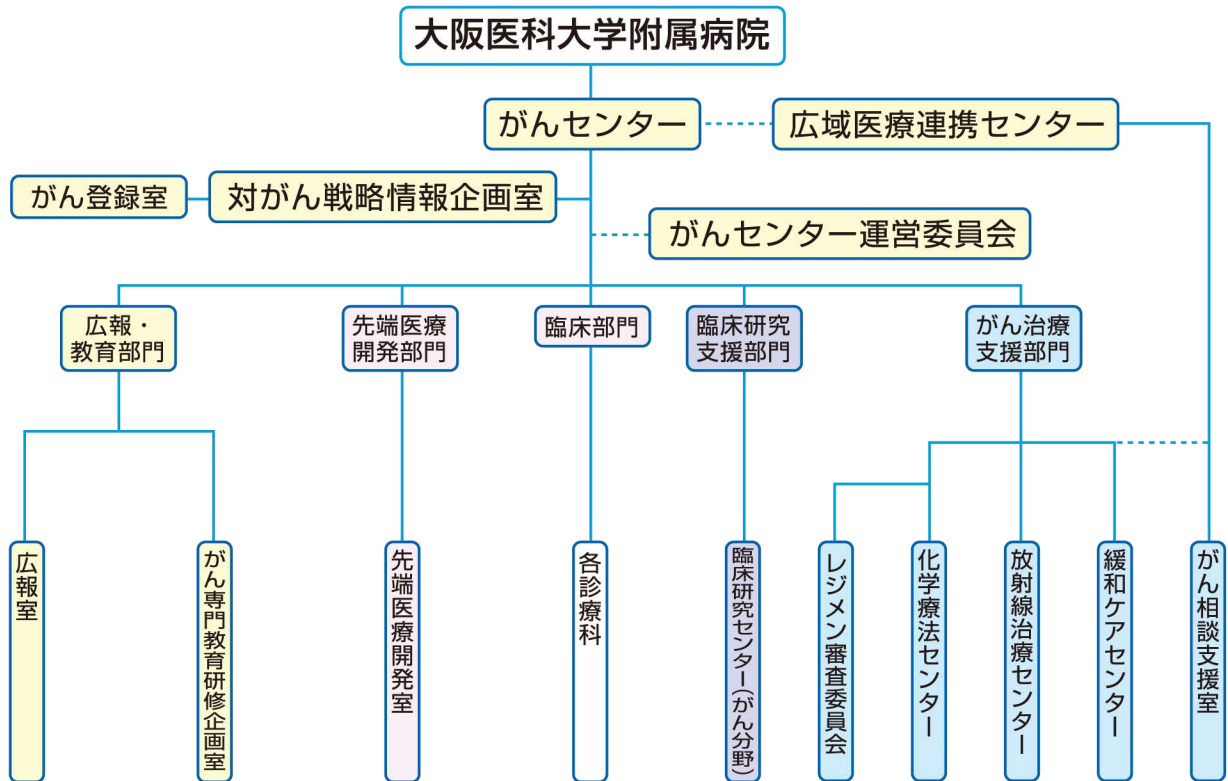 大阪医科大学附属病院
がんセンター
広域医療連携センター
がん登録室
対がん戦略情報企画室
がんセンター運営委員会
広報・
教育部門
先端医療
開発部門
臨床部門
臨床研究
支援部門
がん治療
支援部門
広報室
がん専門教育研修企画室
先端医療開発室
各診療科
臨床研究センター(がん分野)
レジメン審査委員会
化学療法センター
放射線治療センター
緩和ケアセンター
がん相談支援室